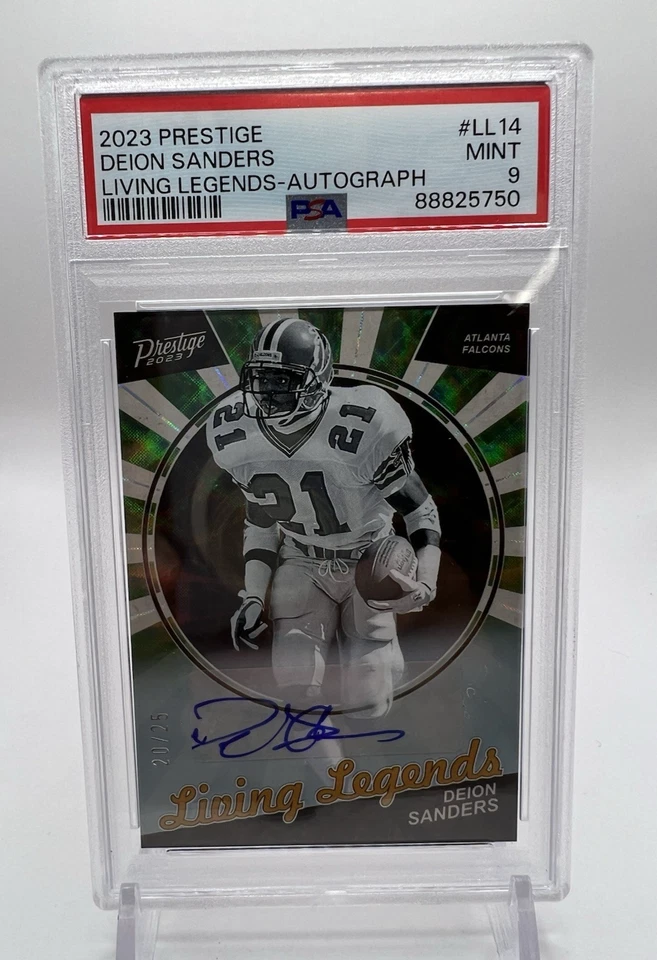 2023 PRESTIGE #LL14
DEION SANDERS MINT
LIVING LEGENDS-AUTOGRAPH 9
PSA 88825750
Prestige
2023
ATLANTA
FALCONS
21 21
21
20/25
Living Legends
DEION
SANDERS